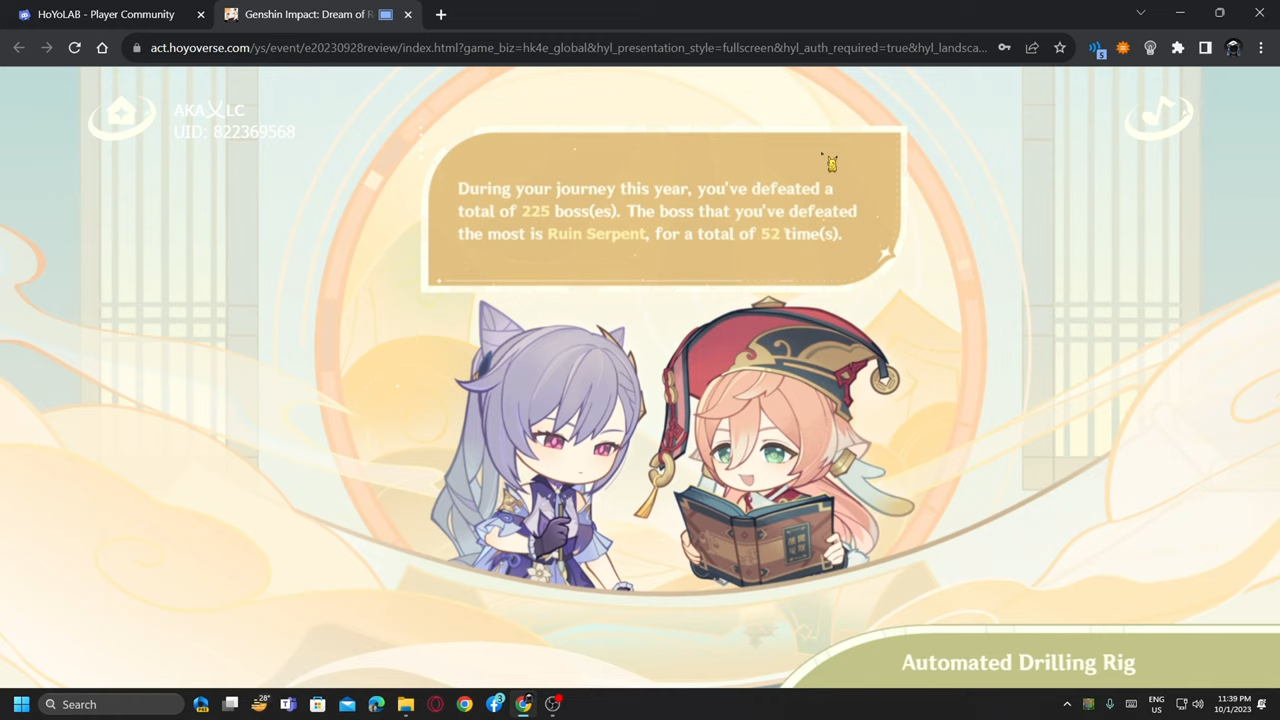 HoYoLAB - Player Community
Genshin Impact: Dream of R
act.hoyoverse.com/ys/event/e20230928review/index.html?game_biz=hk4e_global&hyl_presentation_style=fullscreen&hyl_auth_required=true&hyl_landsca...
AKA乂LC
UID: 822369568
During your journey this year, you've defeated a
total of 225 boss(es). The boss that you've defeated
the most is Ruin Serpent, for a total of 52 time(s).
Automated Drilling Rig
Search
28°
3
ENG
US
11:39 PM
10/1/2023